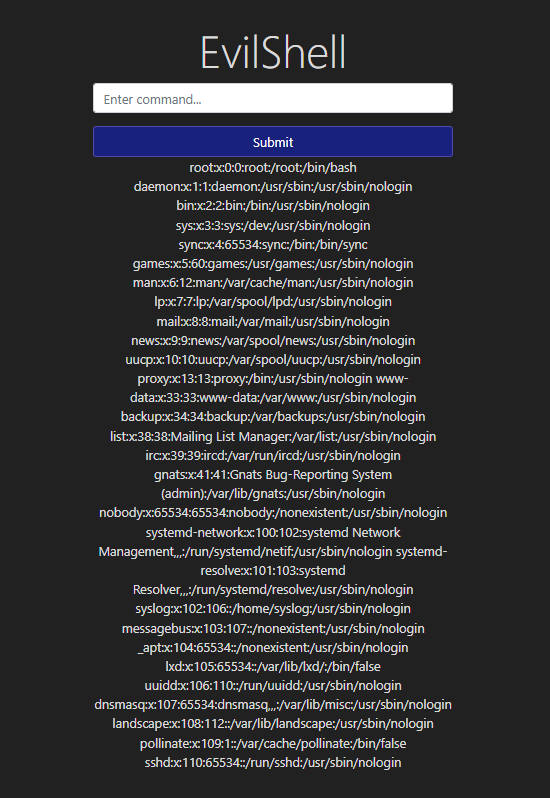 EvilShell
Enter command...
Submit
root:x:0:0:root:/root:/bin/bash
daemon:x:1:1:daemon:/usr/sbin:/usr/sbin/nologin
bin:x:2:2:bin:/bin:/usr/sbin/nologin
sys:x:3:3:sys:/dev:/usr/sbin/nologin
sync:x:4:65534:sync:/bin:/bin/sync
games:x:5:60:games:/usr/games:/usr/sbin/nologin
man:x:6:12:man:/var/cache/man:/usr/sbin/nologin
lp:x:7:7:lp:/var/spool/lpd:/usr/sbin/nologin
mail:x:8:8:mail:/var/mail:/usr/sbin/nologin
news:x:9:9:news:/var/spool/news:/usr/sbin/nologin
uucp:x:10:10:uucp:/var/spool/uucp:/usr/sbin/nologin
proxy:x:13:13:proxy:/bin:/usr/sbin/nologin www-
data:x:33:33:www-data:/var/www:/usr/sbin/nologin
backup:x:34:34:backup:/var/backups:/usr/sbin/nologin
list:x:38:38:Mailing List Manager:/var/list:/usr/sbin/nologin
irc:x:39:39:ircd:/var/run/ircd:/usr/sbin/nologin
gnats:x:41:41:Gnats Bug-Reporting System
(admin):/var/lib/gnats:/usr/sbin/nologin
nobody:x:65534:65534:nobody:/nonexistent:/usr/sbin/nologin
systemd-network:x:100:102:systemd Network
Management,,,:/run/systemd/netif:/usr/sbin/nologin systemd-
resolve:x:101:103:systemd
Resolver,,,:/run/systemd/resolve:/usr/sbin/nologin
syslog:x:102:106::/home/syslog:/usr/sbin/nologin
messagebus:x:103:107::/nonexistent:/usr/sbin/nologin
_apt:x:104:65534::/nonexistent:/usr/sbin/nologin
lxd:x:105:65534::/var/lib/lxd/:/bin/false
uuidd:x:106:110::/run/uuidd:/usr/sbin/nologin
dnsmasq:x:107:65534:dnsmasq,,,:/var/lib/misc:/usr/sbin/nologin
landscape:x:108:112::/var/lib/landscape:/usr/sbin/nologin
pollinate:x:109:1::/var/cache/pollinate:/bin/false
sshd:x:110:65534::/run/sshd:/usr/sbin/nologin